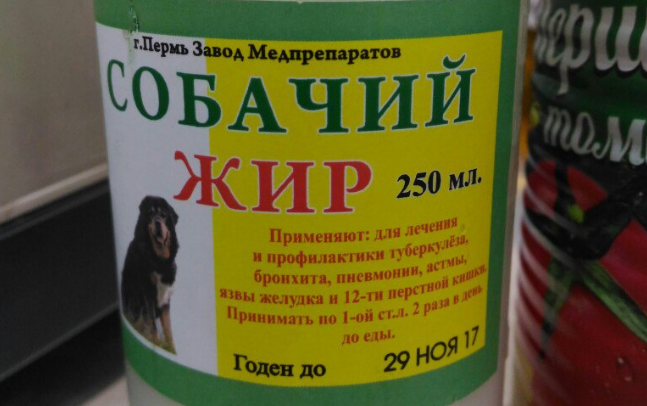 г.Пермь Завод Медпрепаратов
СОБАЧИЙ
ЖИР
250 мл.
Применяют: для лечения
и профилактики туберкулёза,
бронхита, пневмонии, астмы,
язвы желудка и 12-ти перстной кишки.
Принимать по 1-ой ст.л. 2 раза в день
до еды.
Годен до 29 НОЯ 17